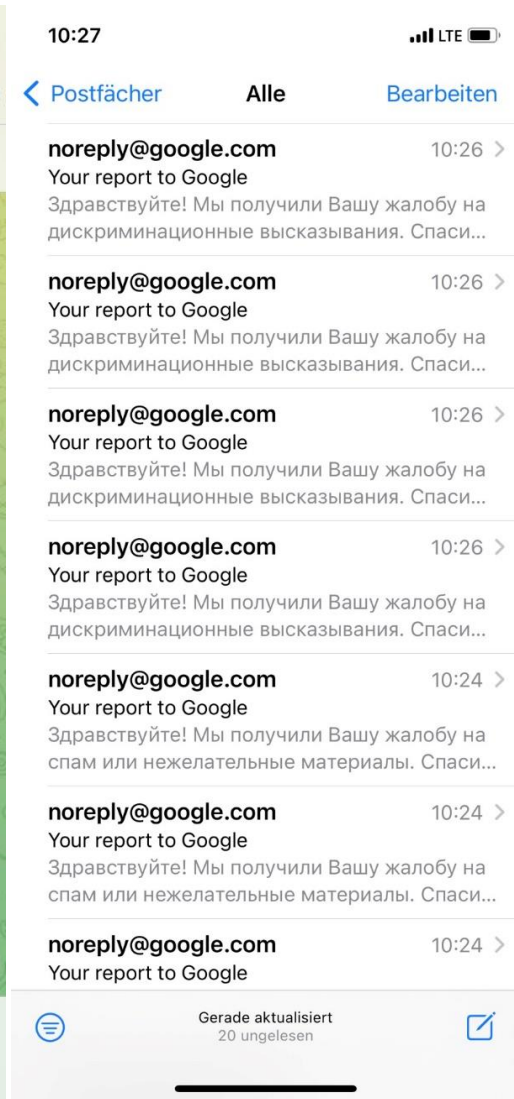 10:27
LTE
Postfächer
Alle
Bearbeiten
noreply@google.com
10:26
Your report to Google
Здравствуйте! Мы получили Вашу жалобу на
дискриминационные высказывания. Спаси...
noreply@google.com
10:26
Your report to Google
Здравствуйте! Мы получили Вашу жалобу на
дискриминационные высказывания. Спаси...
noreply@google.com
10:26
Your report to Google
Здравствуйте! Мы получили Вашу жалобу на
дискриминационные высказывания. Спаси...
noreply@google.com
10:26
Your report to Google
Здравствуйте! Мы получили Вашу жалобу на
дискриминационные высказывания. Спаси...
noreply@google.com
10:24
Your report to Google
Здравствуйте! Мы получили Вашу жалобу на
спам или нежелательные материалы. Спаси...
noreply@google.com
10:24
Your report to Google
Здравствуйте! Мы получили Вашу жалобу на
спам или нежелательные материалы. Спаси...
noreply@google.com
10:24
Your report to Google
Gerade aktualisiert
20 ungelesen